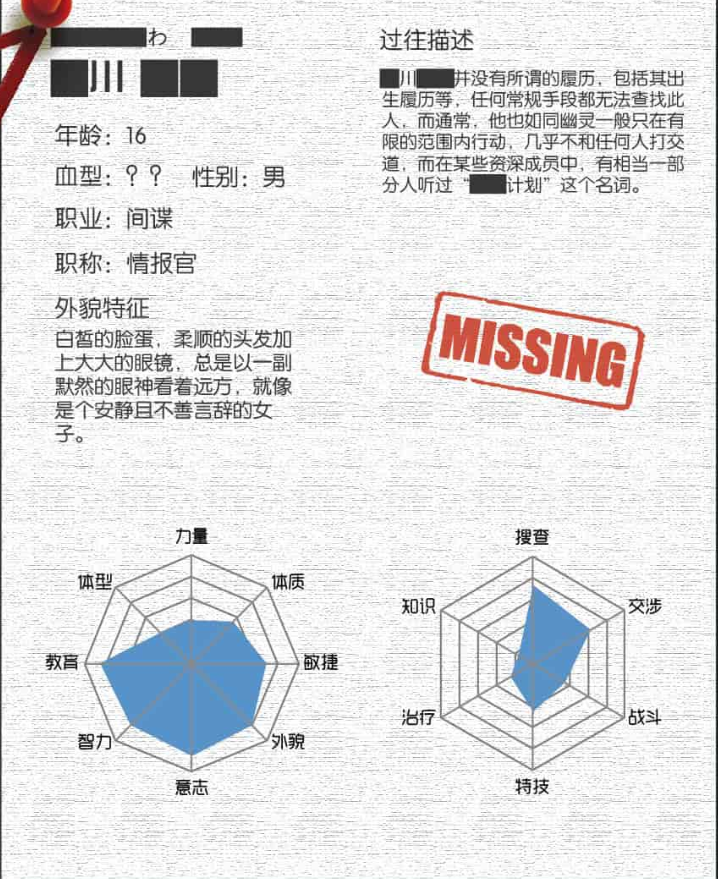 わ
川
年龄：16
血型：？？ 性别：男
职业：间谍
职称：情报官
外貌特征
白皙的脸蛋，柔顺的头发加
上大大的眼镜，总是以一副
默然的眼神看着远方，就像
是个安静且不善言辞的女
子。
过往描述
川并没有所谓的履历，包括其出
生履历等，任何常规手段都无法查找此
人，而通常，他也如同幽灵一般只在有
限的范围内行动，几乎不和任何人打交
道，而在某些资深成员中，有相当一部
分人听过“计划”这个名词。
MISSING
力量
体型
体质
教育
敏捷
智力
外貌
意志
搜查
知识
交涉
治疗
战斗
特技